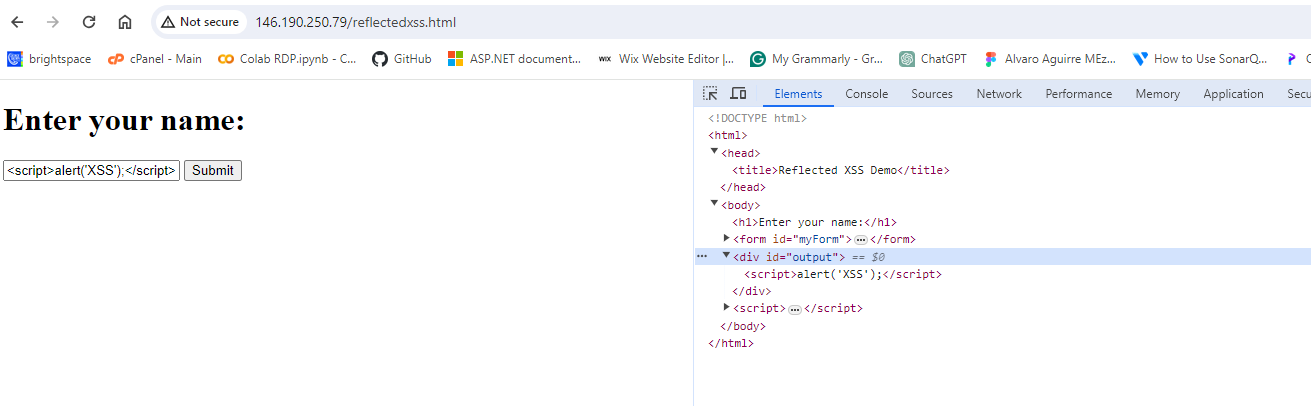 Not secure 146.190.250.79/reflectedxss.html
brightspace cPanel - Main Colab RDP.ipynb - C... GitHub ASP.NET document... Wix Website Editor |... My Grammarly - Gr... ChatGPT Alvaro Aguirre MEz... How to Use SonarQ...
Enter your name:
<script>alert('XSS');</script> Submit
Elements Console Sources Network Performance Memory Application Secu
<!DOCTYPE html>
<html>
<head>
<title>Reflected XSS Demo</title>
</head>
<body>
<h1>Enter your name:</h1>
<form id="myForm">...</form>
<div id="output"> == $0
<script>alert('XSS');</script>
</div>
<script>...</script>
</body>
</html>